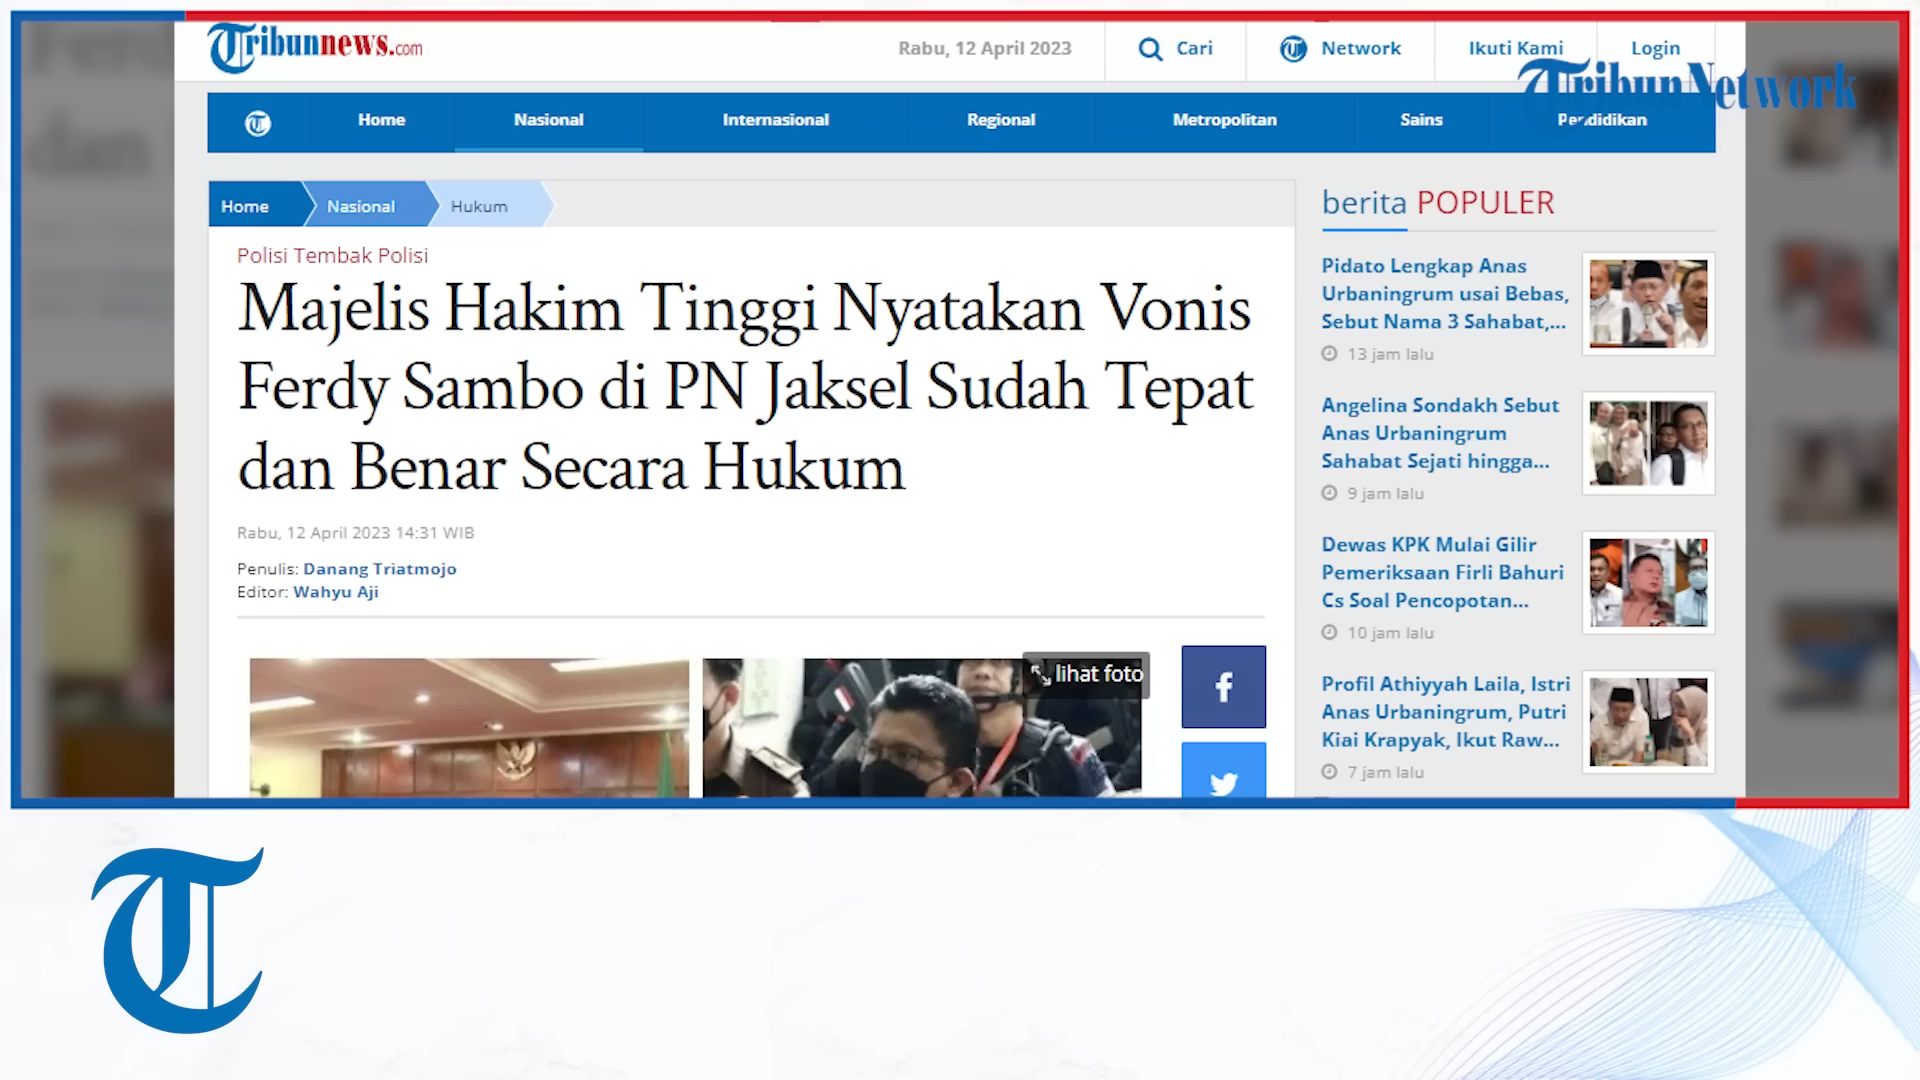 Tribunnews.com
Rabu, 12 April 2023
Cari
Network
Ikuti Kami
Login
TribunNetwork
Home
Nasional
Internasional
Regional
Metropolitan
Sains
Pendidikan
Home
Nasional
Hukum
Polisi Tembak Polisi
Majelis Hakim Tinggi Nyatakan Vonis
Ferdy Sambo di PN Jaksel Sudah Tepat
dan Benar Secara Hukum
Rabu, 12 April 2023 14:31 WIB
Penulis: Danang Triatmojo
Editor: Wahyu Aji
lihat foto
berita POPULER
Pidato Lengkap Anas
Urbaningrum usai Bebas,
Sebut Nama 3 Sahabat,...
13 jam lalu
Angelina Sondakh Sebut
Anas Urbaningrum
Sahabat Sejati hingga...
9 jam lalu
Dewas KPK Mulai Gilir
Pemeriksaan Firli Bahuri
Cs Soal Pencopotan...
10 jam lalu
Profil Athiyyah Laila, Istri
Anas Urbaningrum, Putri
Kiai Krapyak, Ikut Raw...
7 jam lalu